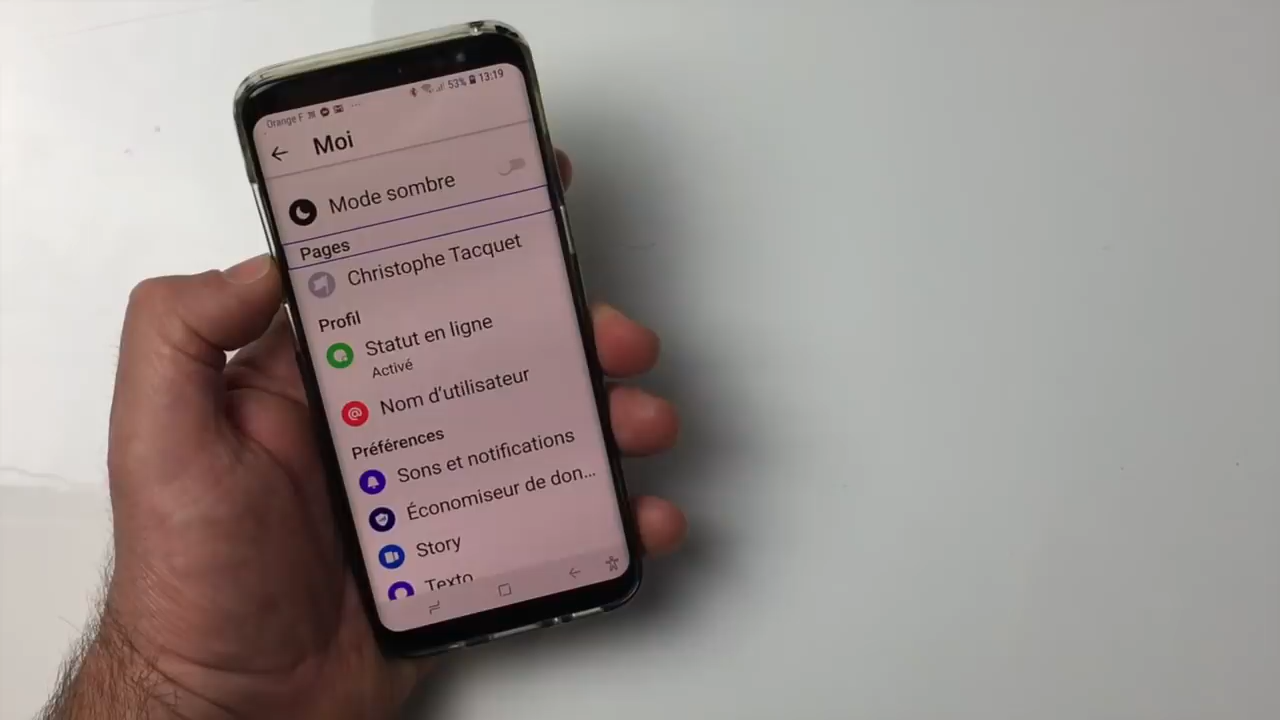 Orange F
53% 13:19
Moi
Mode sombre
Pages
Christophe Tacquet
Profil
Statut en ligne
Activé
Nom d'utilisateur
Préférences
Sons et notifications
Économiseur de don...
Story
Texto